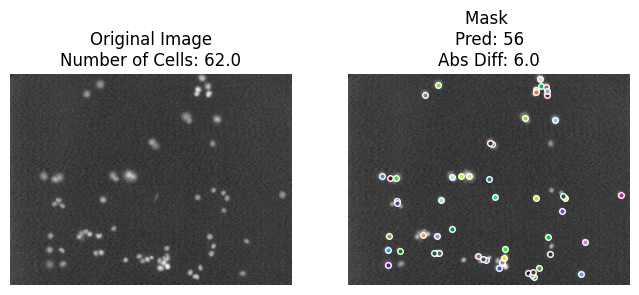 Original Image
Number of Cells: 62.0
Mask
Pred: 56
Abs Diff: 6.0